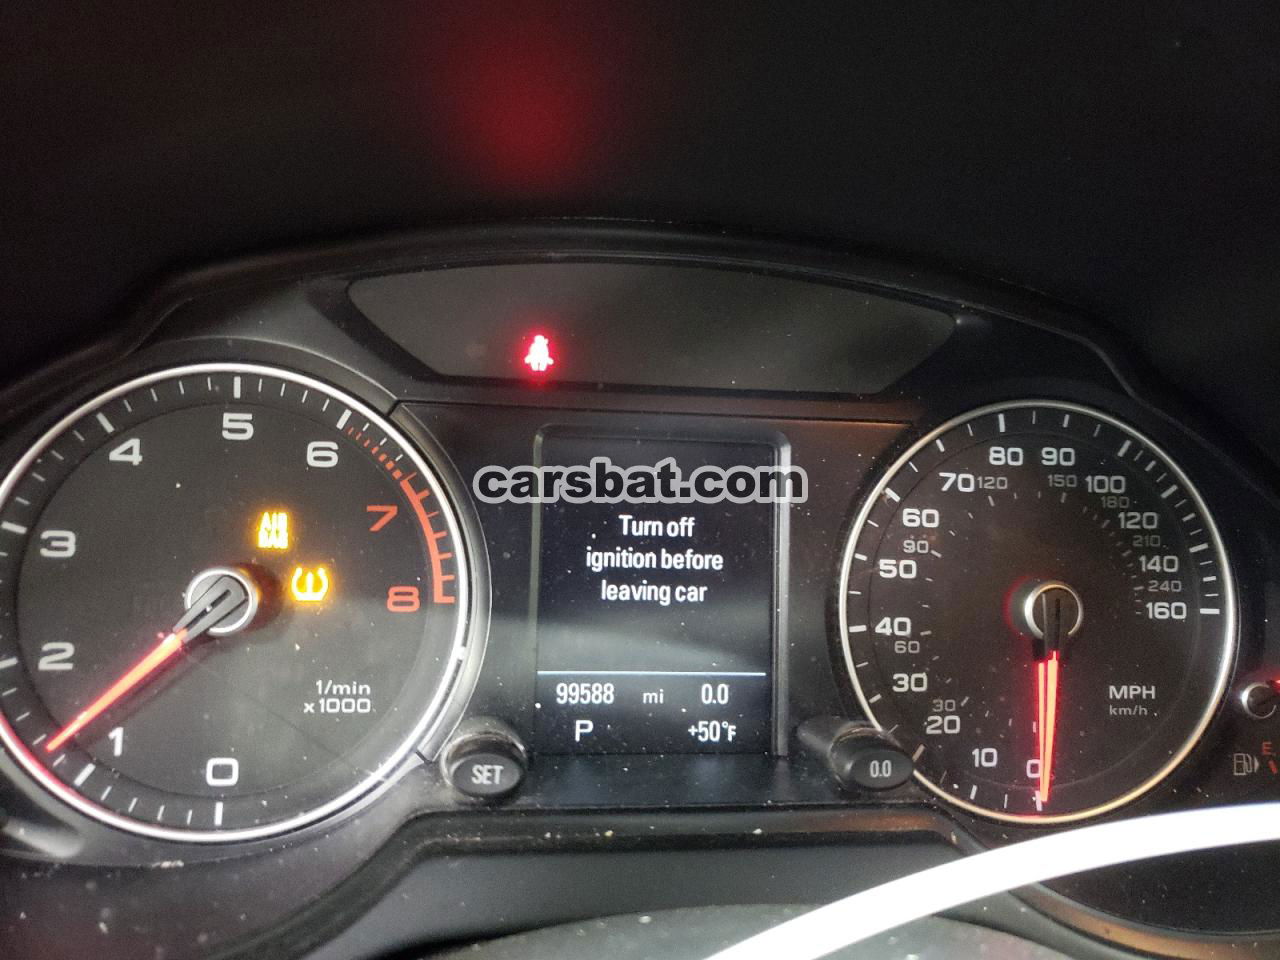 carsbat.com
5
4
6
3
7
8
2
1
0
AIR
BAG
1/min
x1000
Turn off
ignition before
leaving car
99588 mi 0.0
P +50°F
SET
0.0
80 90
70 120 150 100
180
60 120
90 210
50 140
240
40 160
60
30
30
20
10
0
MPH
km/h
E